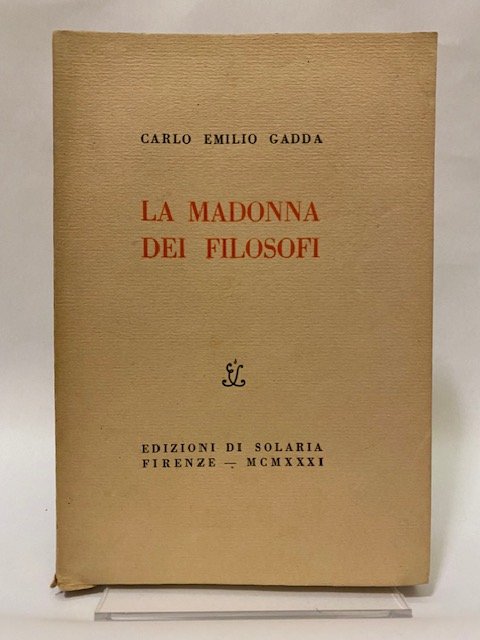 CARLO EMILIO GADDA
LA MADONNA
DEI FILOSOFI
EDIZIONI DI SOLARIA
FIRENZE — MCMXXXI